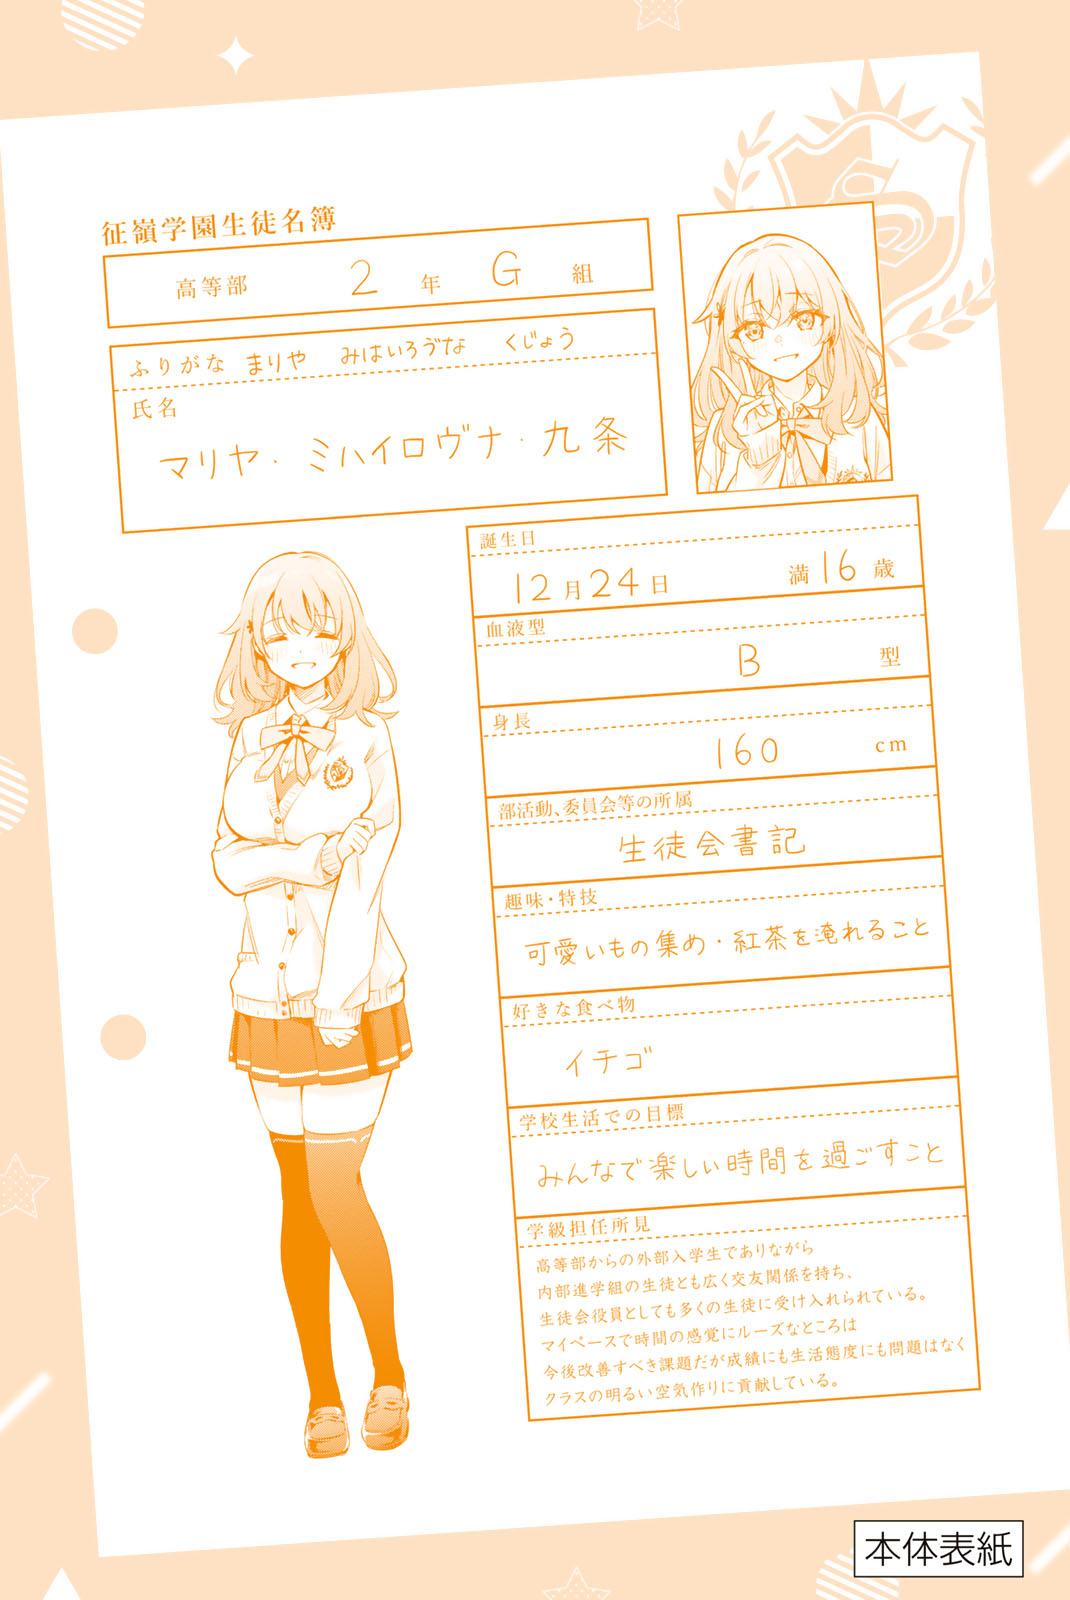 征嶺学園生徒名簿
高等部 2 年 G 組
ふりがな まりや みはいろゔな くじょう
氏名
マリヤ・ミハイロヴナ・九条
誕生日
12月24日 満16歳
血液型
B 型
身長
160 cm
部活動、委員会等の所属
生徒会書記
趣味・特技
可愛いもの集め・紅茶を淹れること
好きな食べ物
イチゴ
学校生活での目標
みんなで楽しい時間を過ごすこと
学級担任所見
高等部からの外部入学生でありながら
内部進学組の生徒とも広く交友関係を持ち、
生徒会役員としても多くの生徒に受け入れられている。
マイペースで時間の感覚にルーズなところは
今後改善すべき課題だが成績にも生活態度にも問題はなく
クラスの明るい空気作りに貢献している。
本体表紙